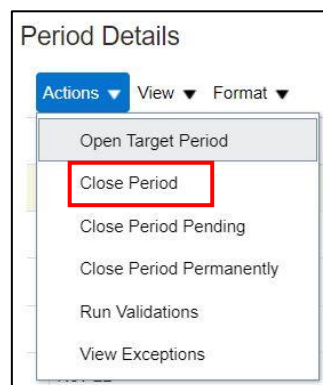 Period Details
Actions View Format
Open Target Period
Close Period
Close Period Pending
Close Period Permanently
Run Validations
View Exceptions